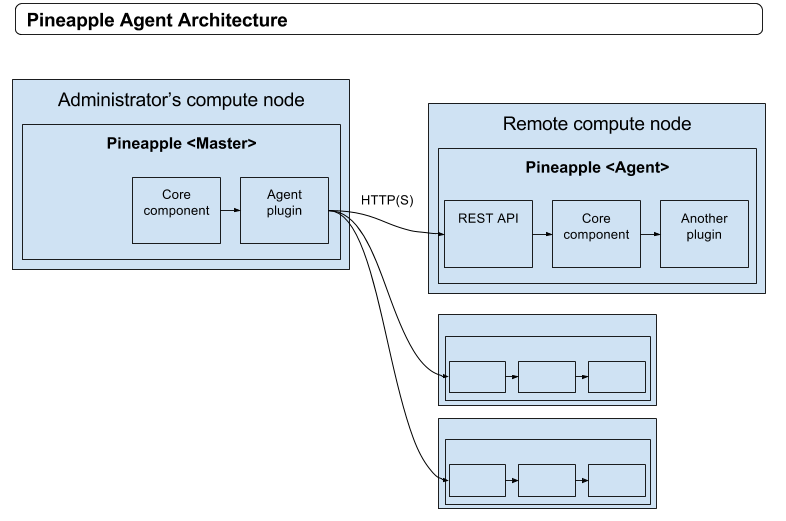 Pineapple Agent Architecture
Administrator's compute node
Pineapple <Master>
Core
component
Agent
plugin
HTTP(S)
Remote compute node
Pineapple <Agent>
REST API
Core
component
Another
plugin